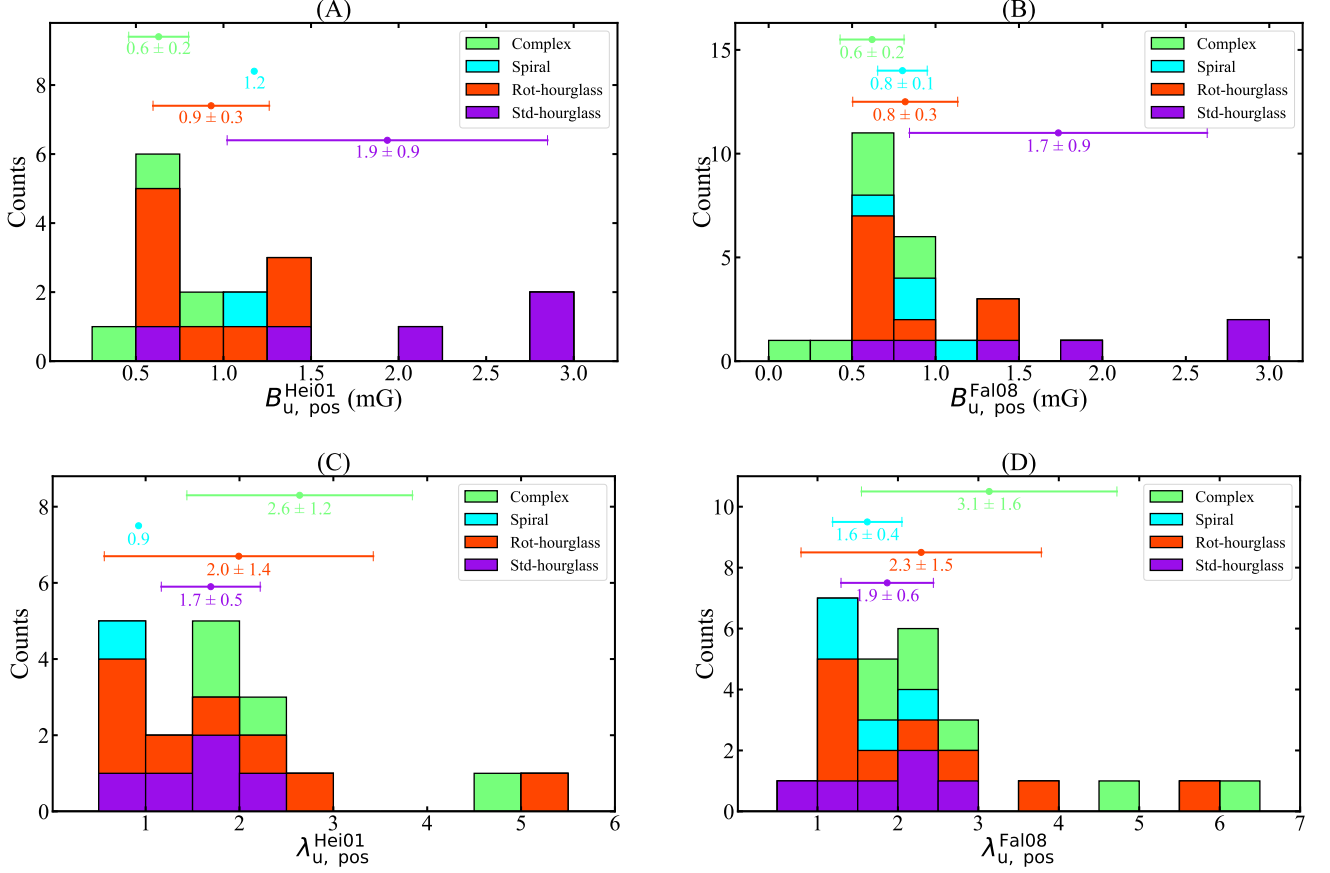 (A)
Counts
8
6
4
2
0
0.6 ± 0.2
1.2
0.9 ± 0.3
1.9 ± 0.9
Complex
Spiral
Rot-hourglass
Std-hourglass
0.5 1.0 1.5 2.0 2.5 3.0
B_{u, pos}^{Hei01} (mG)
(B)
Counts
15
10
5
0
0.6 ± 0.2
0.8 ± 0.1
0.8 ± 0.3
1.7 ± 0.9
Complex
Spiral
Rot-hourglass
Std-hourglass
0.0 0.5 1.0 1.5 2.0 2.5 3.0
B_{u, pos}^{Fal08} (mG)
(C)
Counts
8
6
4
2
0
2.6 ± 1.2
0.9
2.0 ± 1.4
1.7 ± 0.5
Complex
Spiral
Rot-hourglass
Std-hourglass
1 2 3 4 5 6
λ_{u, pos}^{Hei01}
(D)
Counts
10
8
6
4
2
0
3.1 ± 1.6
1.6 ± 0.4
2.3 ± 1.5
1.9 ± 0.6
Complex
Spiral
Rot-hourglass
Std-hourglass
1 2 3 4 5 6 7
λ_{u, pos}^{Fal08}